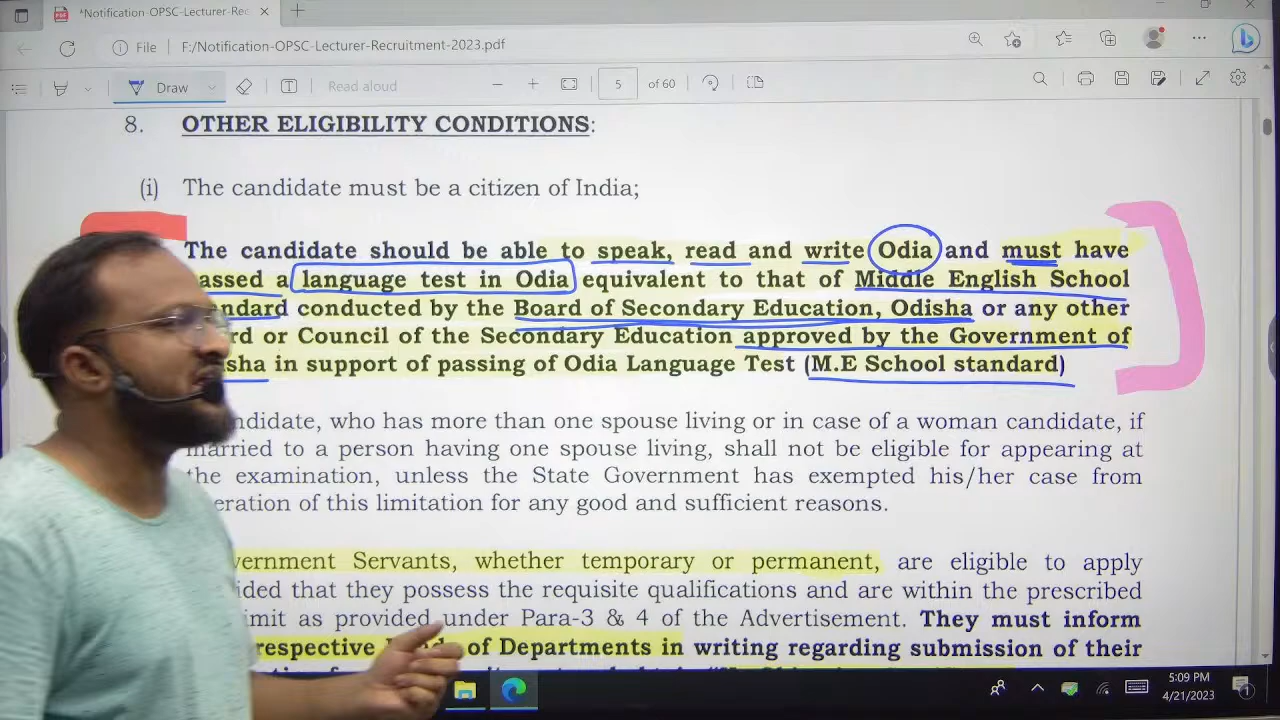 *Notification-OPSC-Lecturer-Rec
File F:/Notification-OPSC-Lecturer-Recruitment-2023.pdf
Draw Read aloud 5 of 60
8. OTHER ELIGIBILITY CONDITIONS:
(i) The candidate must be a citizen of India;
The candidate should be able to speak, read and write Odia and must have
assed a language test in Odia equivalent to that of Middle English School
ndard conducted by the Board of Secondary Education, Odisha or any other
rd or Council of the Secondary Education approved by the Government of
sha in support of passing of Odia Language Test (M.E School standard)
ndidate, who has more than one spouse living or in case of a woman candidate, if
married to a person having one spouse living, shall not be eligible for appearing at
the examination, unless the State Government has exempted his/her case from
eration of this limitation for any good and sufficient reasons.
vernment Servants, whether temporary or permanent, are eligible to apply
ided that they possess the requisite qualifications and are within the prescribed
imit as provided under Para-3 & 4 of the Advertisement. They must inform
respective of Departments in writing regarding submission of their
5:09 PM
4/21/2023